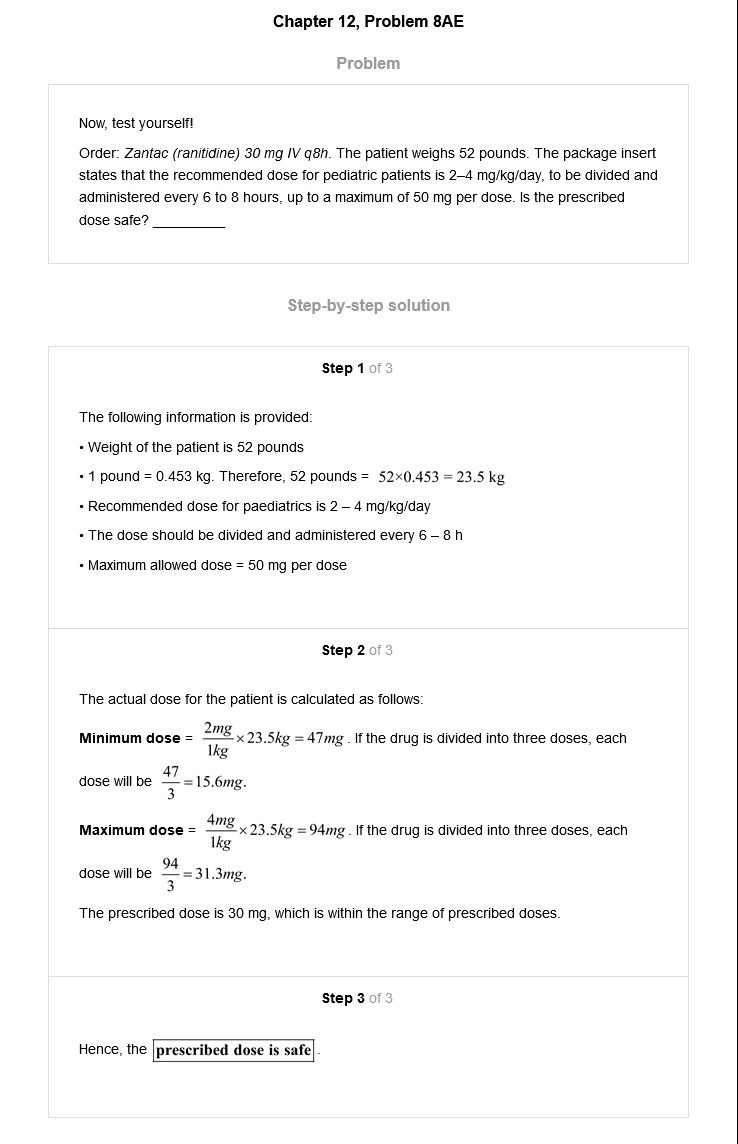 Chapter 12, Problem 8AE
Problem
Now, test yourself!
Order: Zantac (ranitidine) 30 mg IV q8h. The patient weighs 52 pounds. The package insert
states that the recommended dose for pediatric patients is 2–4 mg/kg/day, to be divided and
administered every 6 to 8 hours, up to a maximum of 50 mg per dose. Is the prescribed
dose safe? __________
Step-by-step solution
Step 1 of 3
The following information is provided:
• Weight of the patient is 52 pounds
• 1 pound = 0.453 kg. Therefore, 52 pounds = 52×0.453 = 23.5 kg
• Recommended dose for paediatrics is 2 – 4 mg/kg/day
• The dose should be divided and administered every 6 – 8 h
• Maximum allowed dose = 50 mg per dose
Step 2 of 3
The actual dose for the patient is calculated as follows:
Minimum dose = 2mg/1kg × 23.5kg = 47mg . If the drug is divided into three doses, each
dose will be 47/3 = 15.6mg.
Maximum dose = 4mg/1kg × 23.5kg = 94mg . If the drug is divided into three doses, each
dose will be 94/3 = 31.3mg.
The prescribed dose is 30 mg, which is within the range of prescribed doses.
Step 3 of 3
Hence, the prescribed dose is safe .